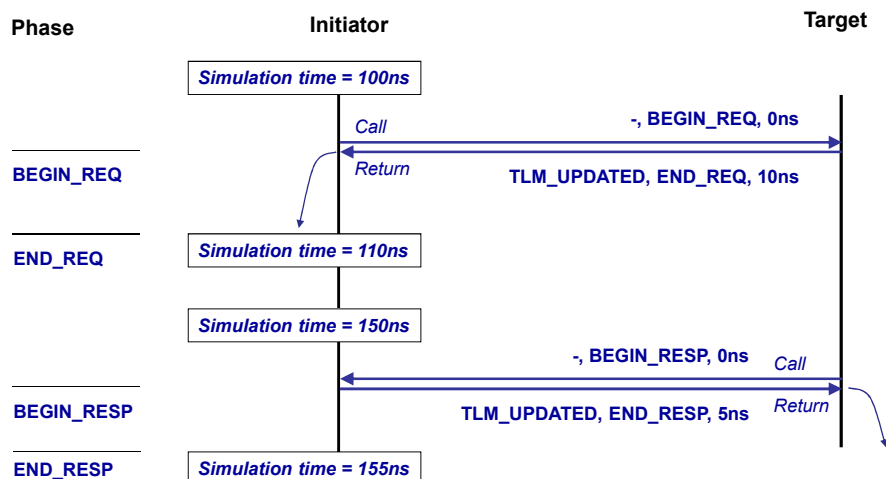 Phase Initiator Target
Simulation time = 100ns
Call -, BEGIN_REQ, 0ns
BEGIN_REQ Return TLM_UPDATED, END_REQ, 10ns
END_REQ Simulation time = 110ns
Simulation time = 150ns
-, BEGIN_RESP, 0ns Call
BEGIN_RESP TLM_UPDATED, END_RESP, 5ns Return
END_RESP Simulation time = 155ns